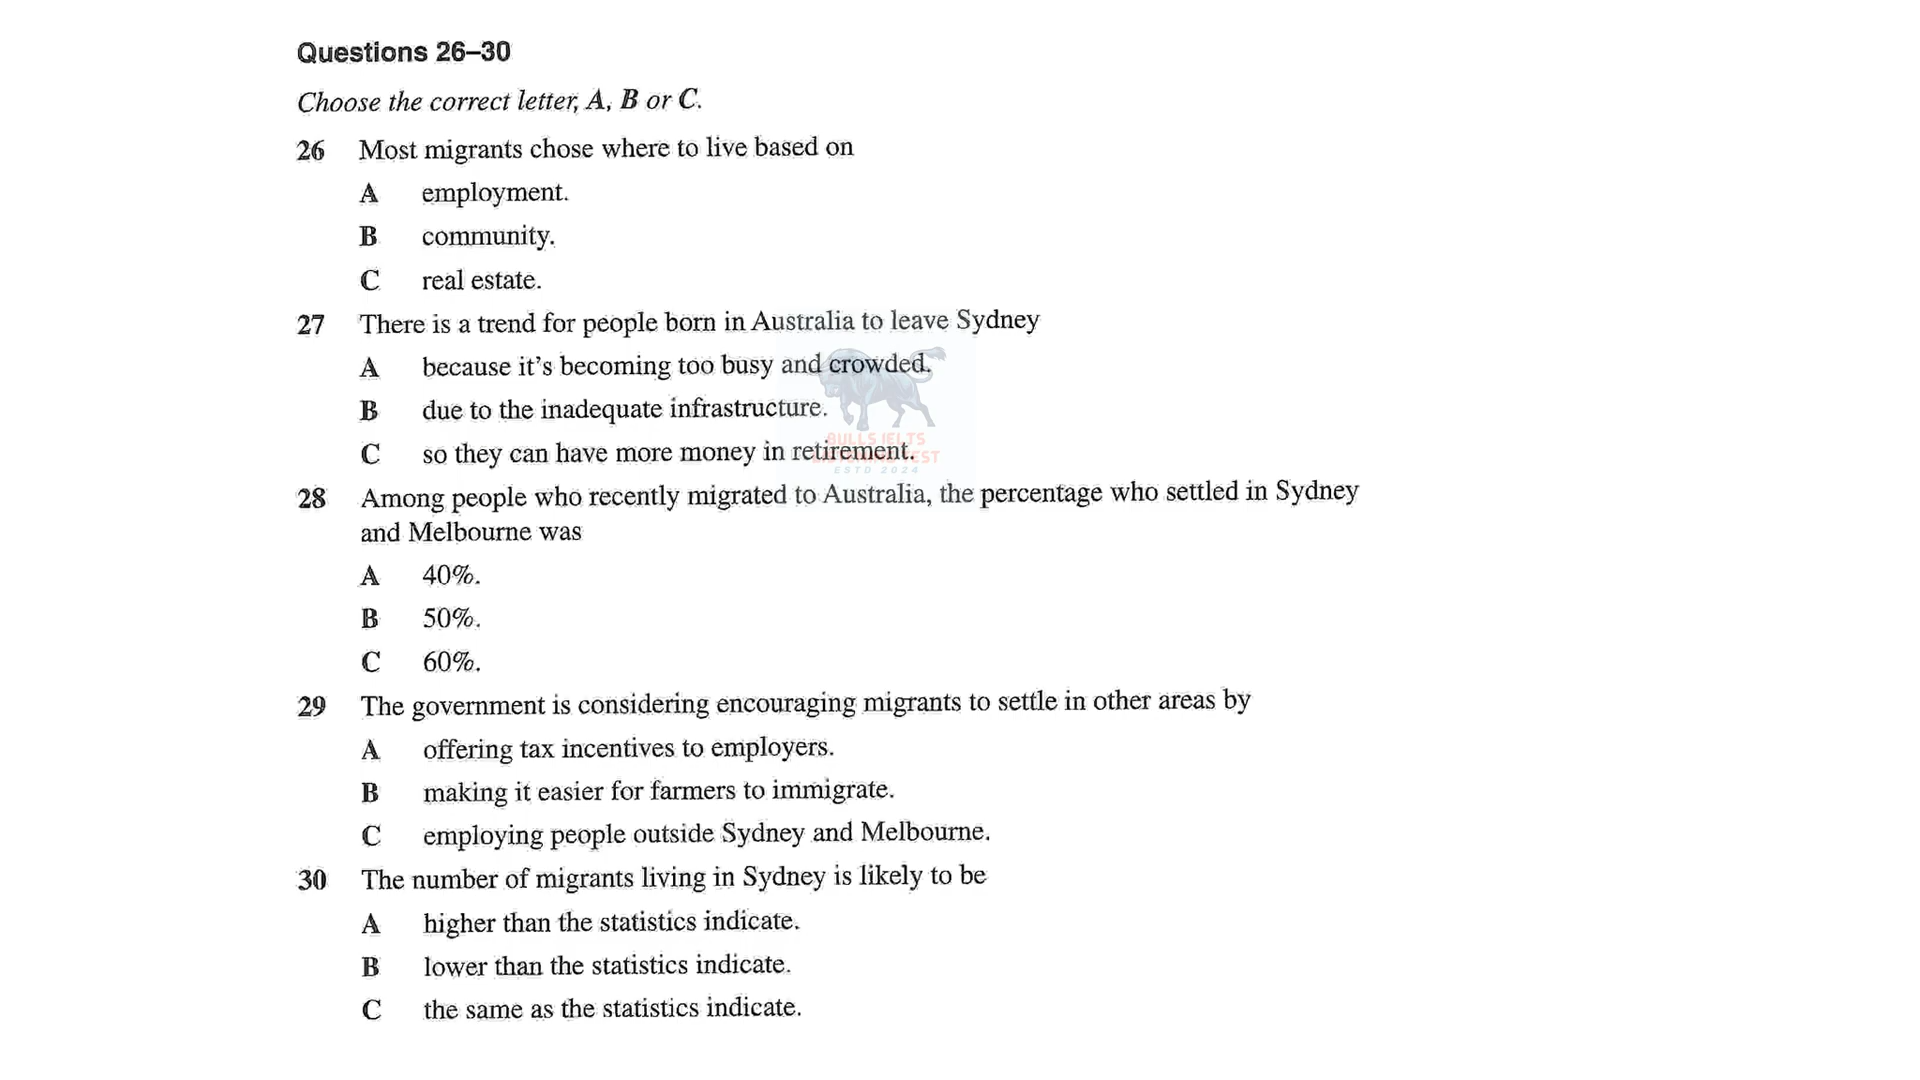 Questions 26–30
Choose the correct letter, A, B or C.
26 Most migrants chose where to live based on
A employment.
B community.
C real estate.
27 There is a trend for people born in Australia to leave Sydney
A because it's becoming too busy and crowded.
B due to the inadequate infrastructure.
C so they can have more money in retirement.
BULLS IELTS
TEST
ESTD 2024
28 Among people who recently migrated to Australia, the percentage who settled in Sydney
and Melbourne was
A 40%.
B 50%.
C 60%.
29 The government is considering encouraging migrants to settle in other areas by
A offering tax incentives to employers.
B making it easier for farmers to immigrate.
C employing people outside Sydney and Melbourne.
30 The number of migrants living in Sydney is likely to be
A higher than the statistics indicate.
B lower than the statistics indicate.
C the same as the statistics indicate.